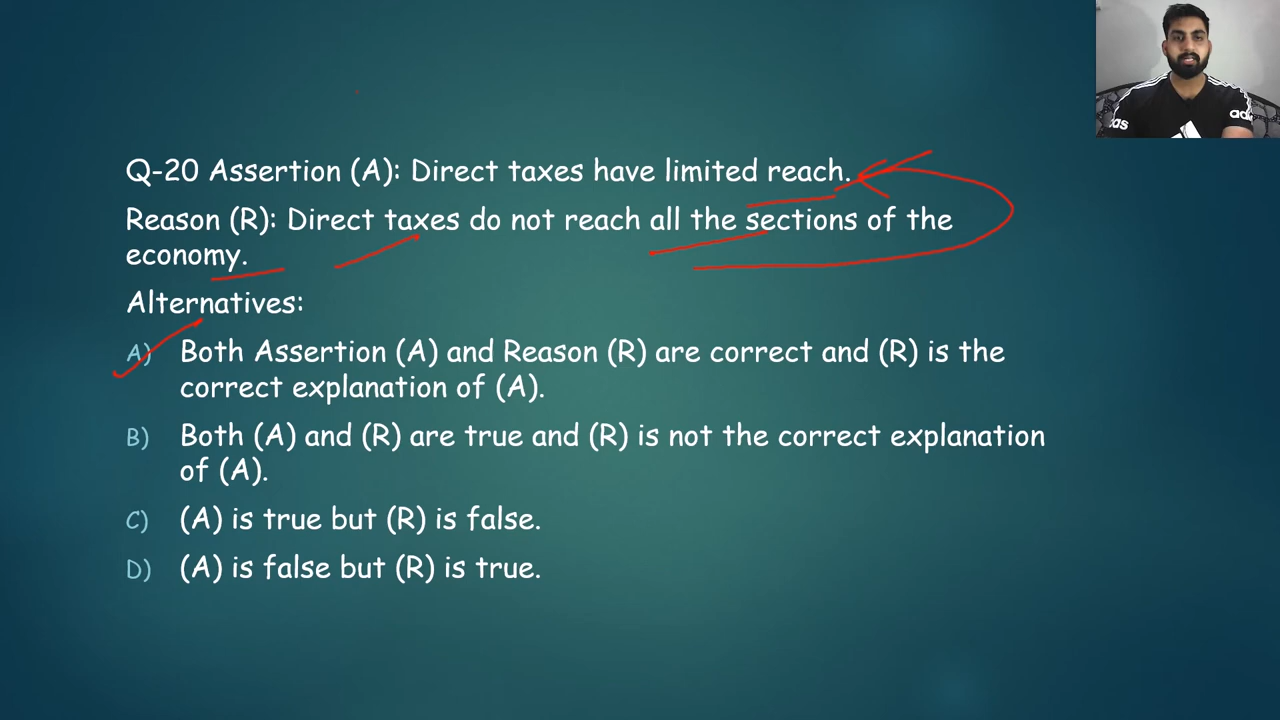 Q-20 Assertion (A): Direct taxes have limited reach.
Reason (R): Direct taxes do not reach all the sections of the
economy.
Alternatives:
A) Both Assertion (A) and Reason (R) are correct and (R) is the
correct explanation of (A).
B) Both (A) and (R) are true and (R) is not the correct explanation
of (A).
C) (A) is true but (R) is false.
D) (A) is false but (R) is true.